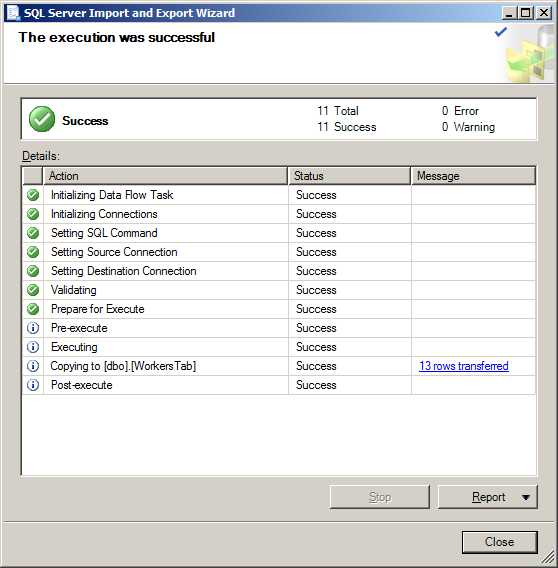 SQL Server Import and Export Wizard
The execution was successful
Success
11 Total 0 Error
11 Success 0 Warning
Details:
Action Status Message
Initializing Data Flow Task Success
Initializing Connections Success
Setting SQL Command Success
Setting Source Connection Success
Setting Destination Connection Success
Validating Success
Prepare for Execute Success
Pre-execute Success
Executing Success
Copying to [dbo].[WorkersTab] Success 13 rows transferred
Post-execute Success
Stop Report
Close